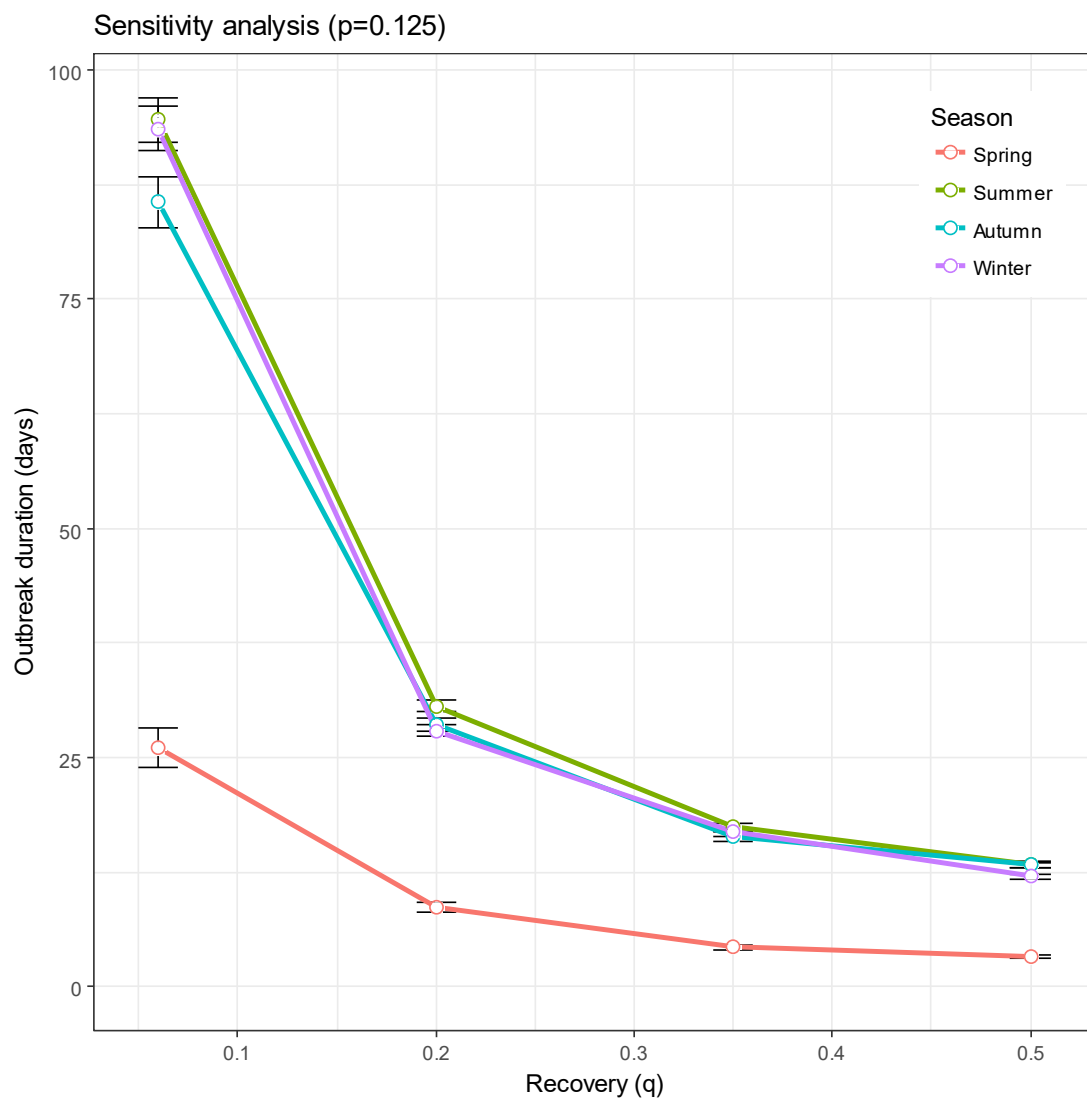 Sensitivity analysis (p=0.125)
100
75
50
25
0
Outbreak duration (days)
Season
Spring
Summer
Autumn
Winter
0.1
0.2
0.3
0.4
0.5
Recovery (q)